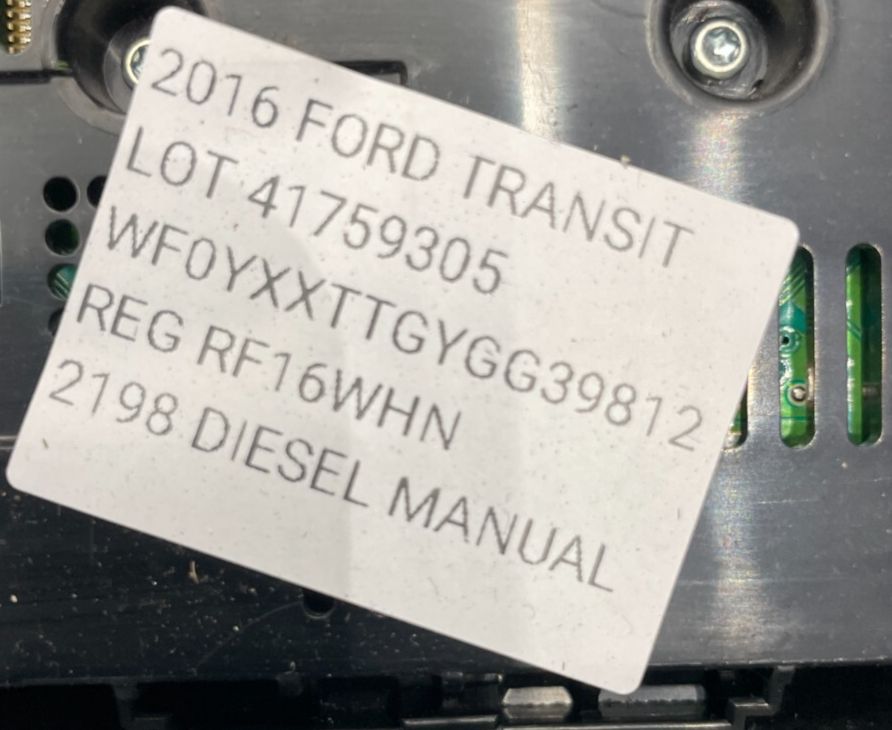 2016 FORD TRANSIT
LOT 41759305
WF0YXXTTGYGG39812
REG RF16WHN
2198 DIESEL MANUAL